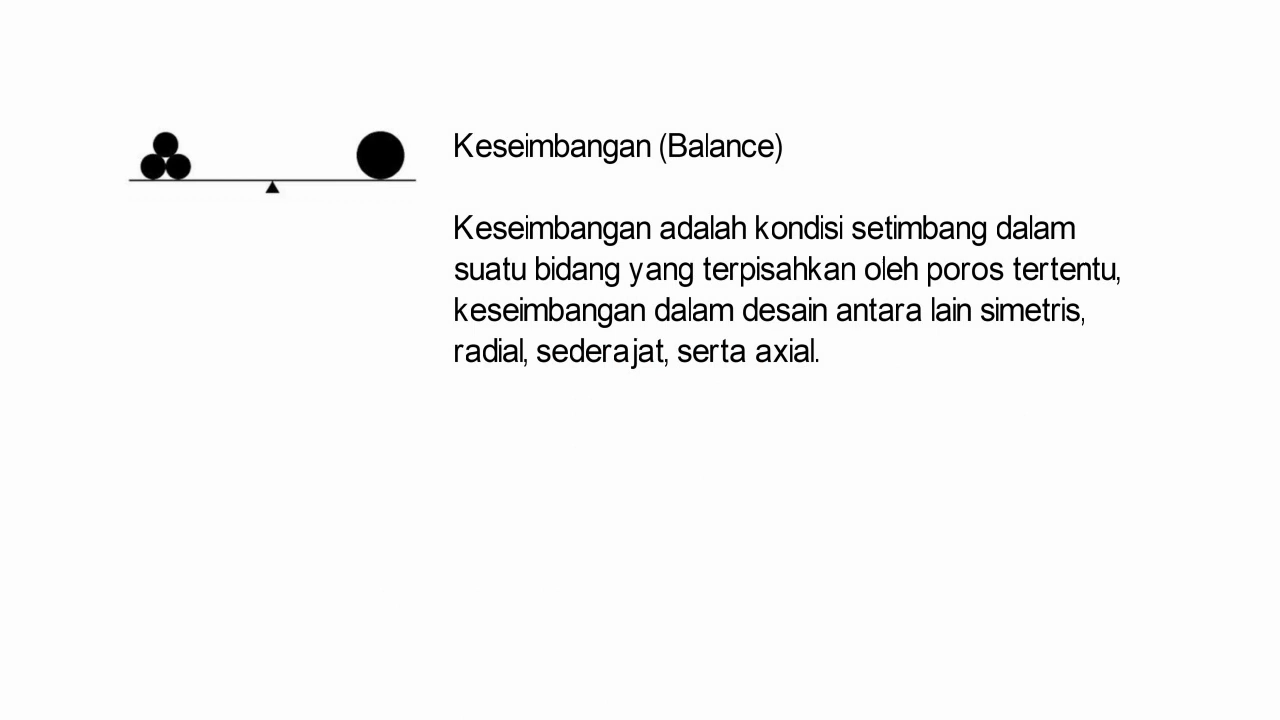 Keseimbangan (Balance)
Keseimbangan adalah kondisi setimbang dalam
suatu bidang yang terpisahkan oleh poros tertentu,
keseimbangan dalam desain antara lain simetris,
radial, sederajat, serta axial.